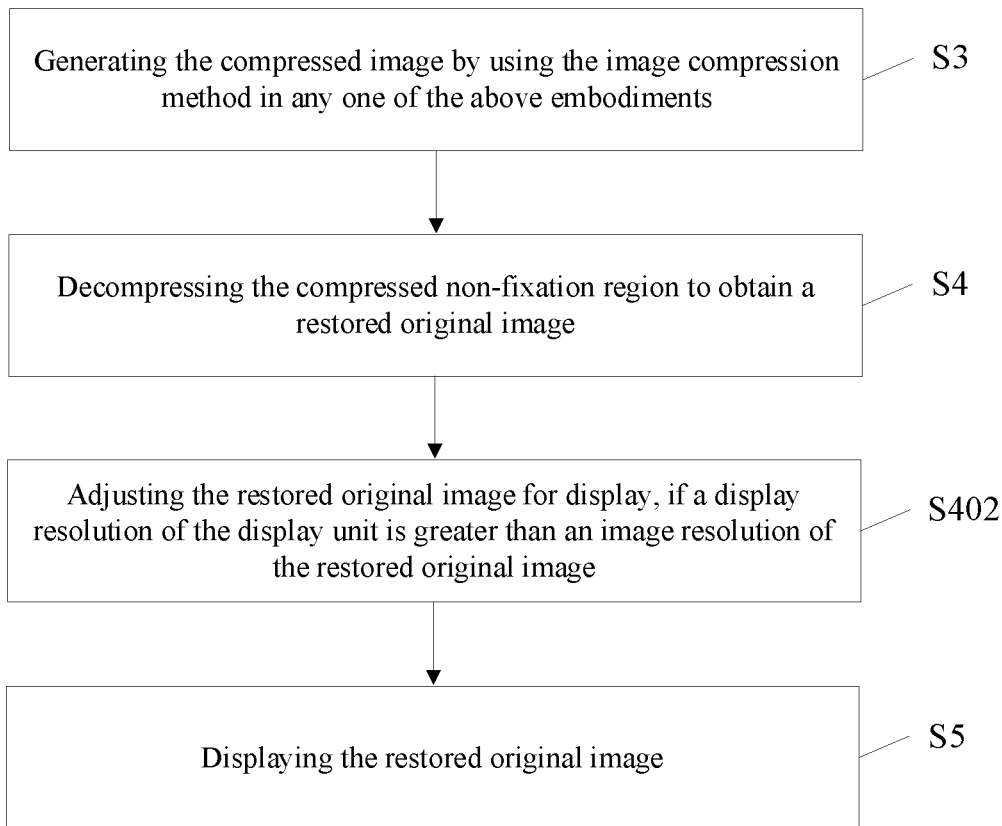 Generating the compressed image by using the image compression
method in any one of the above embodiments
S3
Decompressing the compressed non-fixation region to obtain a
restored original image
S4
Adjusting the restored original image for display, if a display
resolution of the display unit is greater than an image resolution of
the restored original image
S402
Displaying the restored original image
S5